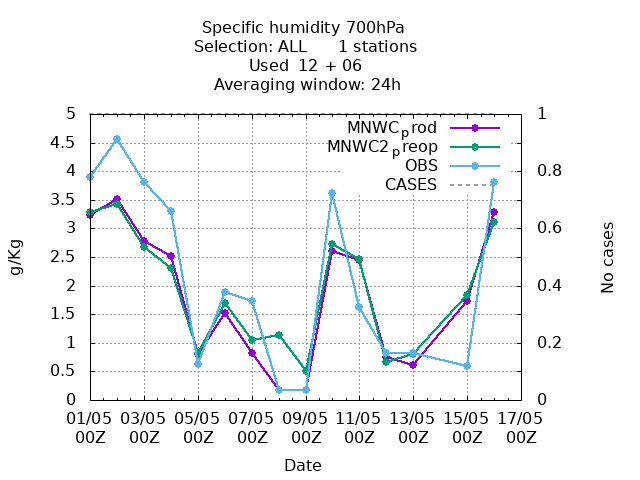 Specific humidity 700hPa
Selection: ALL      1 stations
Used  12 + 06
Averaging window: 24h
5 1
4.5 MNWCprod
MNWC2preop
4 OBS 0.8
CASES
3.5
3 0.6
2.5
2 0.4
1.5
1 0.2
0.5
0 0
g/Kg
No cases
01/05 03/05 05/05 07/05 09/05 11/05 13/05 15/05 17/05
00Z 00Z 00Z 00Z 00Z 00Z 00Z 00Z 00Z
Date